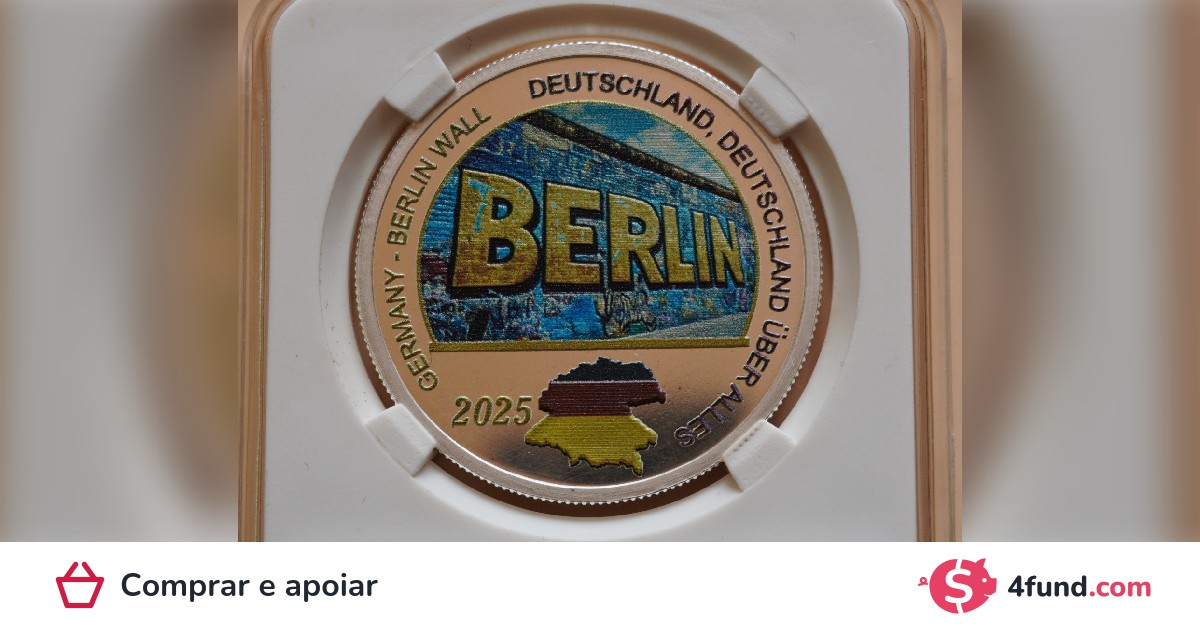 GERMANY - BERLIN WALL
DEUTSCHLAND, DEUTSCHLAND ÜBER ALLES
BERLIN
2025
Comprar e apoiar
4fund.com